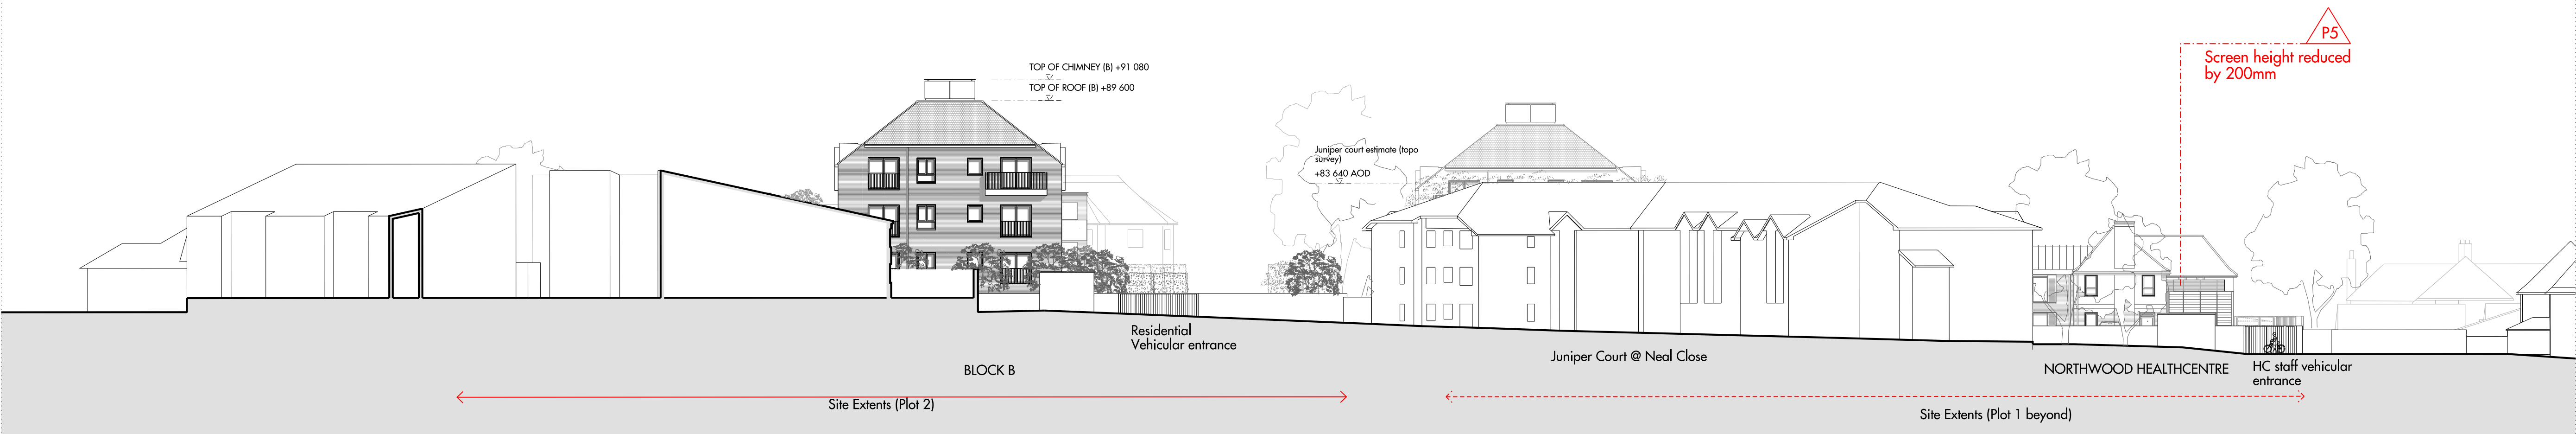 P5
Screen height reduced
by 200mm
TOP OF CHIMNEY (B) +91 080
TOP OF ROOF (B) +89 600
Juniper court estimate (topo
survey)
+83 640 AOD
Residential
Vehicular entrance
BLOCK B
Site Extents (Plot 2)
Juniper Court @ Neal Close
NORTHWOOD HEALTHCENTRE
HC staff vehicular
entrance
Site Extents (Plot 1 beyond)